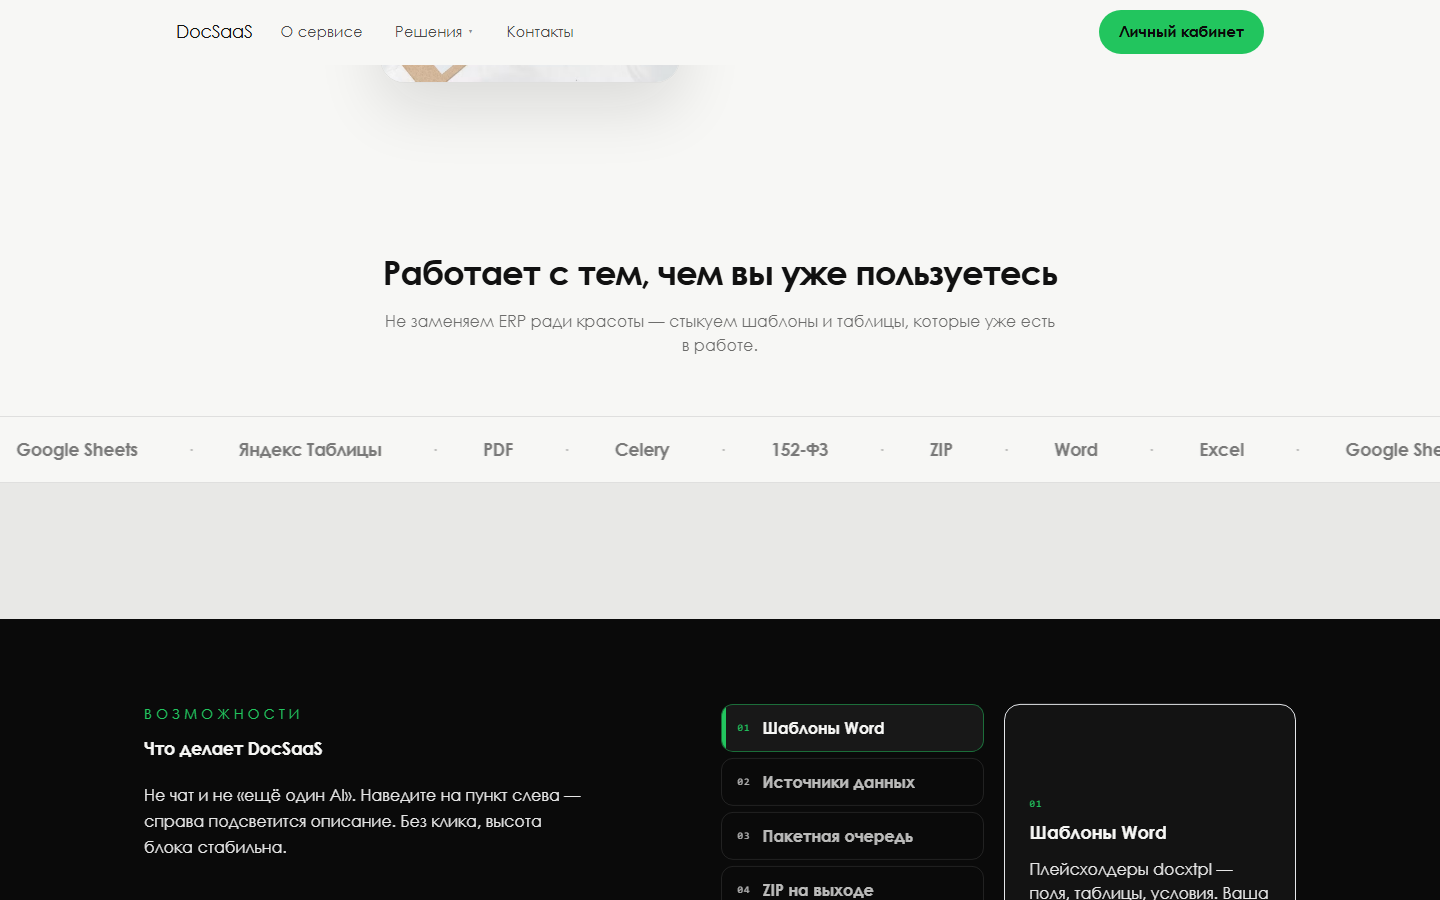 DocSaaS О сервисе Решения Контакты Личный кабинет
Работает с тем, чем вы уже пользуетесь
Не заменяем ERP ради красоты — стыкуем шаблоны и таблицы, которые уже есть
в работе.
Google Sheets · Яндекс Таблицы · PDF · Celery · 152-ФЗ · ZIP · Word · Excel · Google She
ВОЗМОЖНОСТИ
Что делает DocSaaS
Не чат и не «ещё один AI». Наведите на пункт слева —
справа подсветится описание. Без клика, высота
блока стабильна.
01 Шаблоны Word
02 Источники данных
03 Пакетная очередь
04 ZIP на выходе
01
Шаблоны Word
Плейсхолдеры docxtpl —
поля, таблицы, условия. Ваша